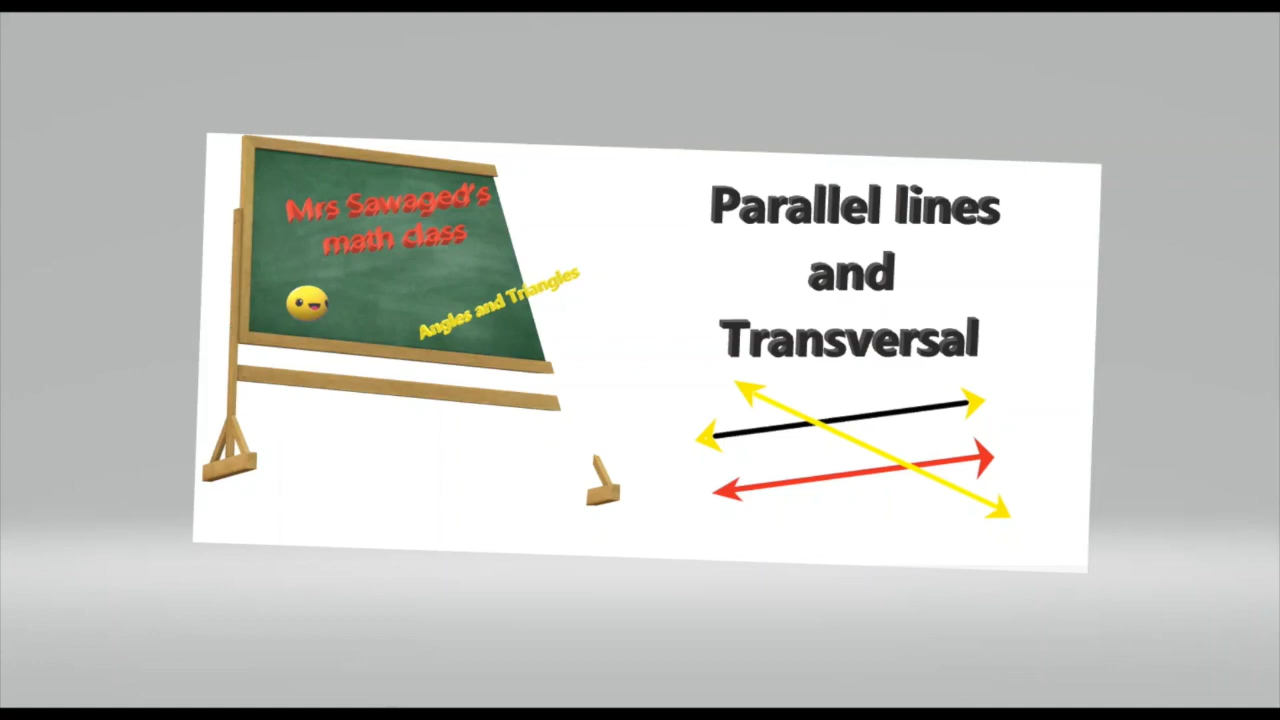 Mrs Sawaged's
math class
Angles and Triangles
Parallel lines
and
Transversal